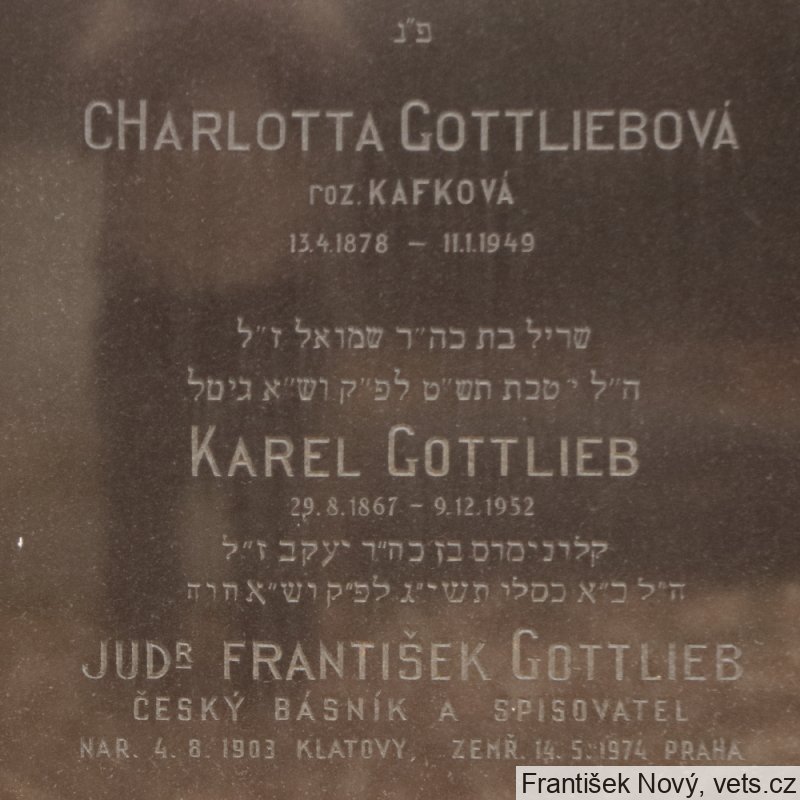 פ״נ
CHARLOTTA GOTTLIEBOVÁ
roz. KAFKOVÁ
13.4.1878 – 11.1.1949
שריל בת כה״ר שמואל ז״ל
ה״ל י טבת תש״ט לפ״ק וש״א גיטל
KAREL GOTTLIEB
29.8.1867 – 9.12.1952
קלינימוס בן כה״ר יעקב ז״ל
ה״ל כ״א כסלי תשי״ג לפ״ק וש״א חוה
JUDR FRANTIŠEK GOTTLIEB
ČESKÝ BÁSNÍK A SPISOVATEL
NAR. 4. 8. 1903 KLATOVY, ZEMŘ. 14. 5. 1974 PRAHA
František Nový, vets.cz